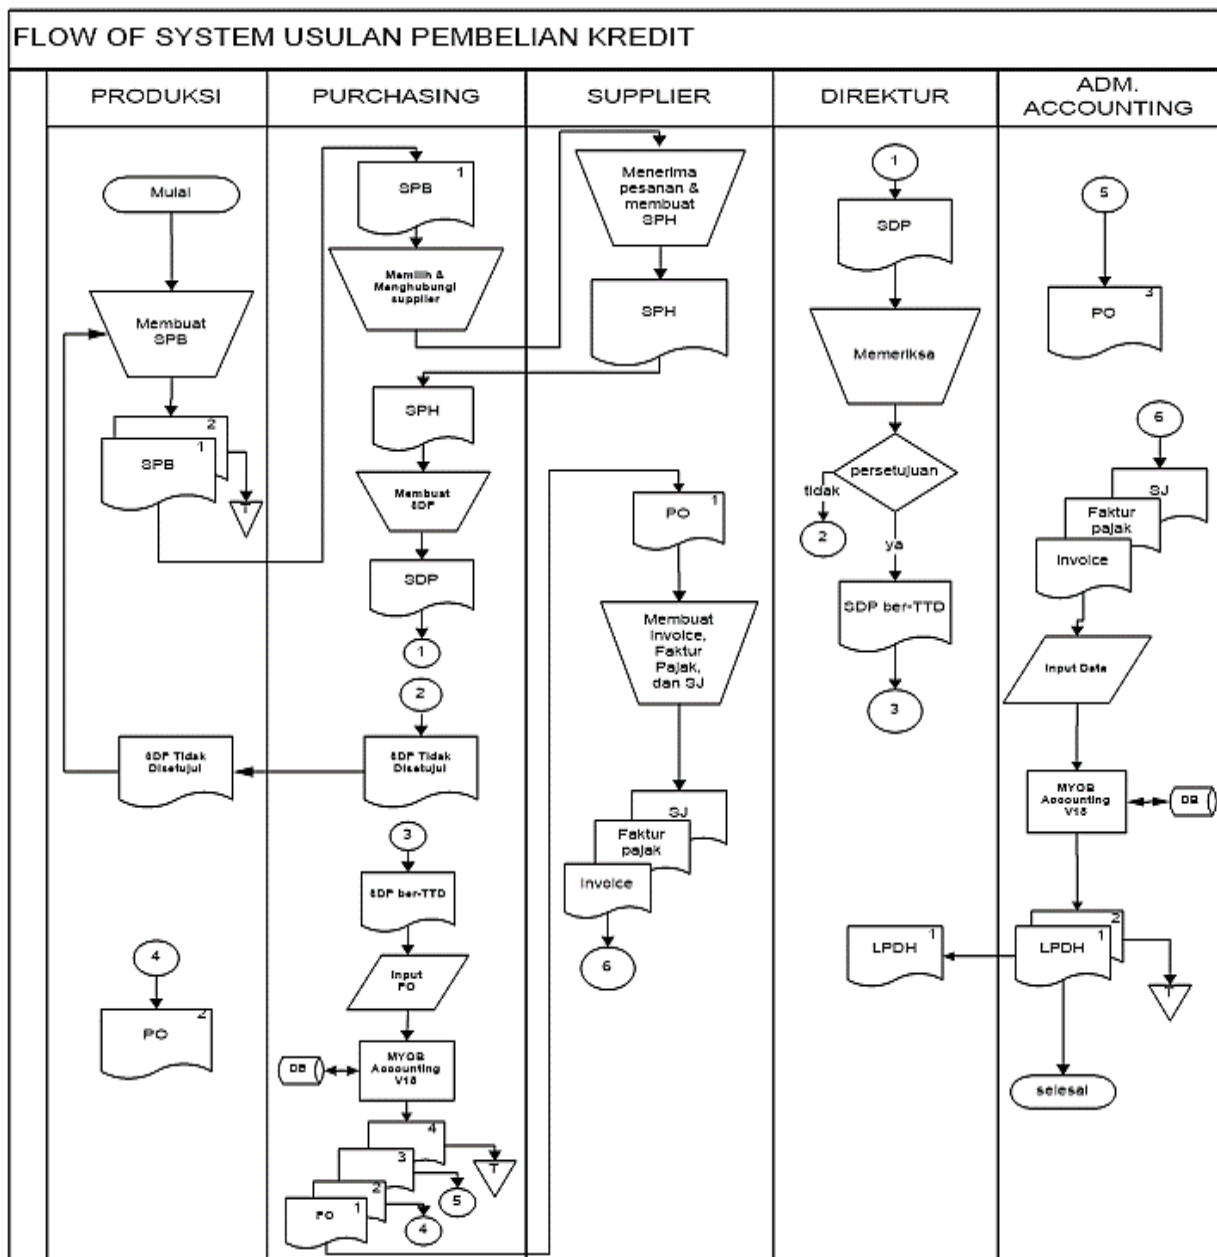 FLOW OF SYSTEM USULAN PEMBELIAN KREDIT
PRODUKSI
PURCHASING
SUPPLIER
DIREKTUR
ADM.
ACCOUNTING
Mulai
Membuat
SPB
2
1
SPB
T
SDP Tidak
Disetujui
4
2
PO
1
SPB
Memilih &
Menghubungi
supplier
SPH
Membuat
SDP
SDP
1
2
SDP Tidak
Disetujui
3
SDP ber-TTD
Input
PO
DB
MYOB
Accounting
V18
4
T
3
5
2
4
1
PO
Menerima
pesanan &
membuat
SPH
SPH
1
PO
Membuat
Invoice,
Faktur
Pajak,
dan SJ
SJ
Faktur
pajak
Invoice
6
1
SDP
Memeriksa
persetujuan
tidak
2
ya
SDP ber-TTD
3
1
LPDH
5
3
PO
6
SJ
Faktur
pajak
Invoice
Input Data
MYOB
Accounting
V18
DB
2
1
LPDH
T
selesai